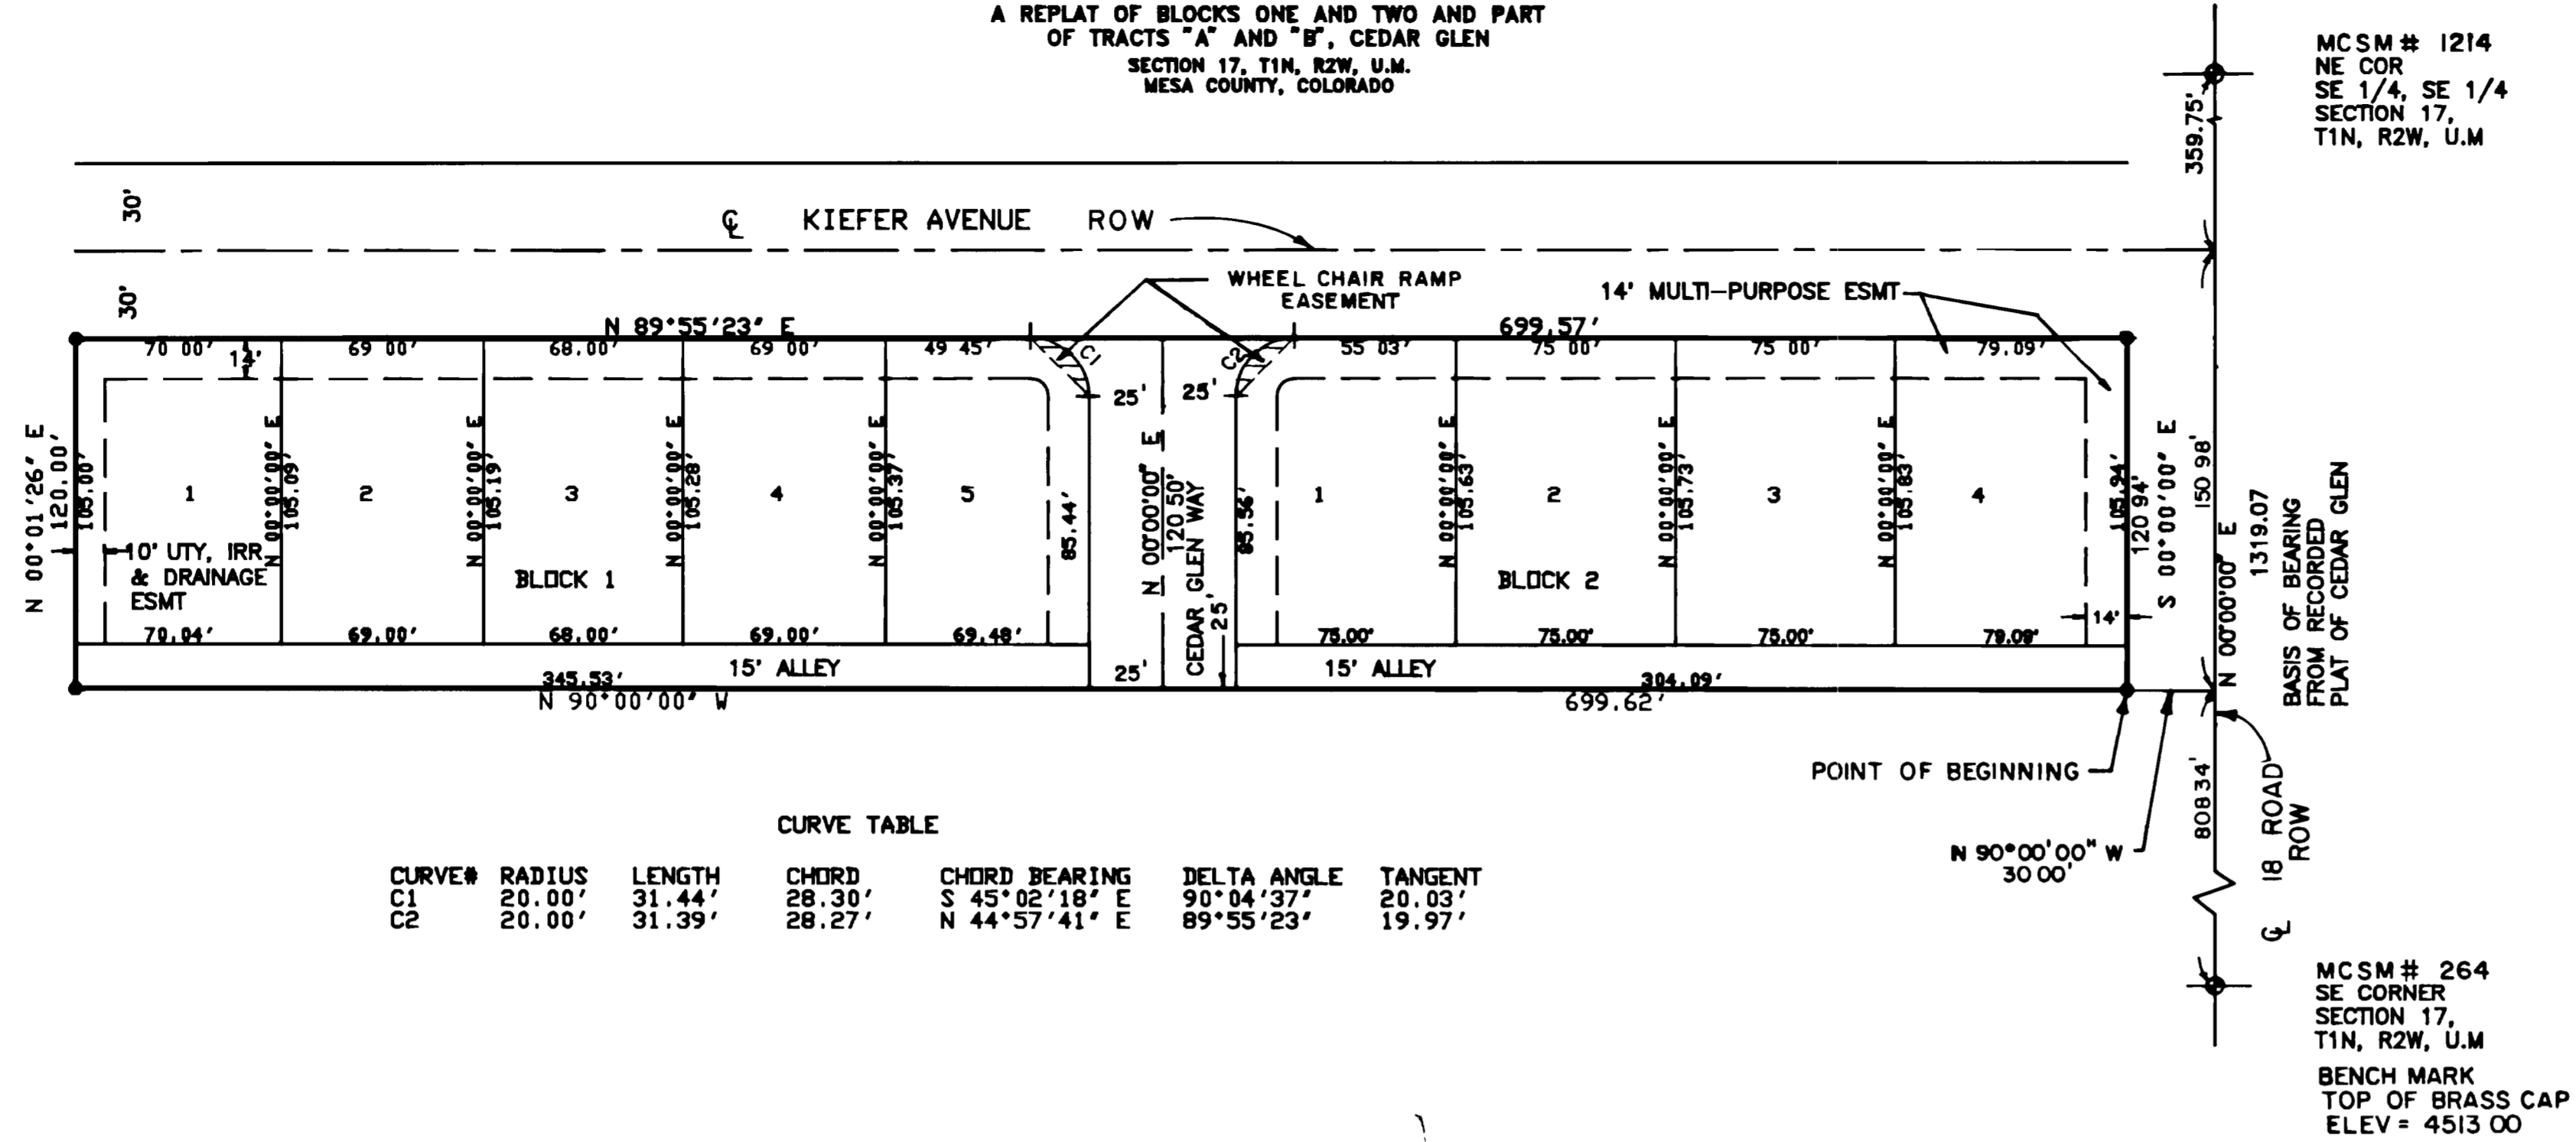 A REPLAT OF BLOCKS ONE AND TWO AND PART
OF TRACTS "A" AND "B", CEDAR GLEN
SECTION 17, T1N, R2W, U.M.
MESA COUNTY, COLORADO
MCSM# 1214
NE COR
SE 1/4, SE 1/4
SECTION 17,
T1N, R2W, U.M
359.75'
30'
℄ KIEFER AVENUE ROW
30'
WHEEL CHAIR RAMP
EASEMENT
14' MULTI-PURPOSE ESMT
N 89°55'23" E
699.57'
70 00'
69 00'
68.00'
69 00'
49 45'
55 03'
75 00'
75 00'
79.09'
14'
C1
C2
25'
25'
N 00°01'26" E
120.00'
105.00'
1
N 00°00'00" E
105.09'
2
N 00°00'00" E
105.19'
3
N 00°00'00" E
105.28'
4
N 00°00'00" E
105.37'
5
85.44'
N 00°00'00" E
120 50'
CEDAR GLEN WAY
25'
85.56'
1
N 00°00'00" E
105.63'
2
N 00°00'00" E
105.73'
3
N 00°00'00" E
105.83'
4
105.94'
120 94'
S 00°00'00" E
150 98'
N 00°00'00" E
1319.07
BASIS OF BEARING
FROM RECORDED
PLAT OF CEDAR GLEN
10' UTY, IRR
& DRAINAGE
ESMT
BLOCK 1
BLOCK 2
14'
70.04'
69.00'
68.00'
69.00'
69.48'
75.00'
75.00'
75.00'
79.09'
15' ALLEY
25'
15' ALLEY
345.53'
304.09'
N 90°00'00" W
699.62'
POINT OF BEGINNING
N 90°00'00" W
30 00'
808 34'
℄ 18 ROAD
ROW
CURVE TABLE
CURVE# RADIUS LENGTH CHORD CHORD BEARING DELTA ANGLE TANGENT
C1 20.00' 31.44' 28.30' S 45°02'18" E 90°04'37" 20.03'
C2 20.00' 31.39' 28.27' N 44°57'41" E 89°55'23" 19.97'
MCSM# 264
SE CORNER
SECTION 17,
T1N, R2W, U.M
BENCH MARK
TOP OF BRASS CAP
ELEV = 4513 00